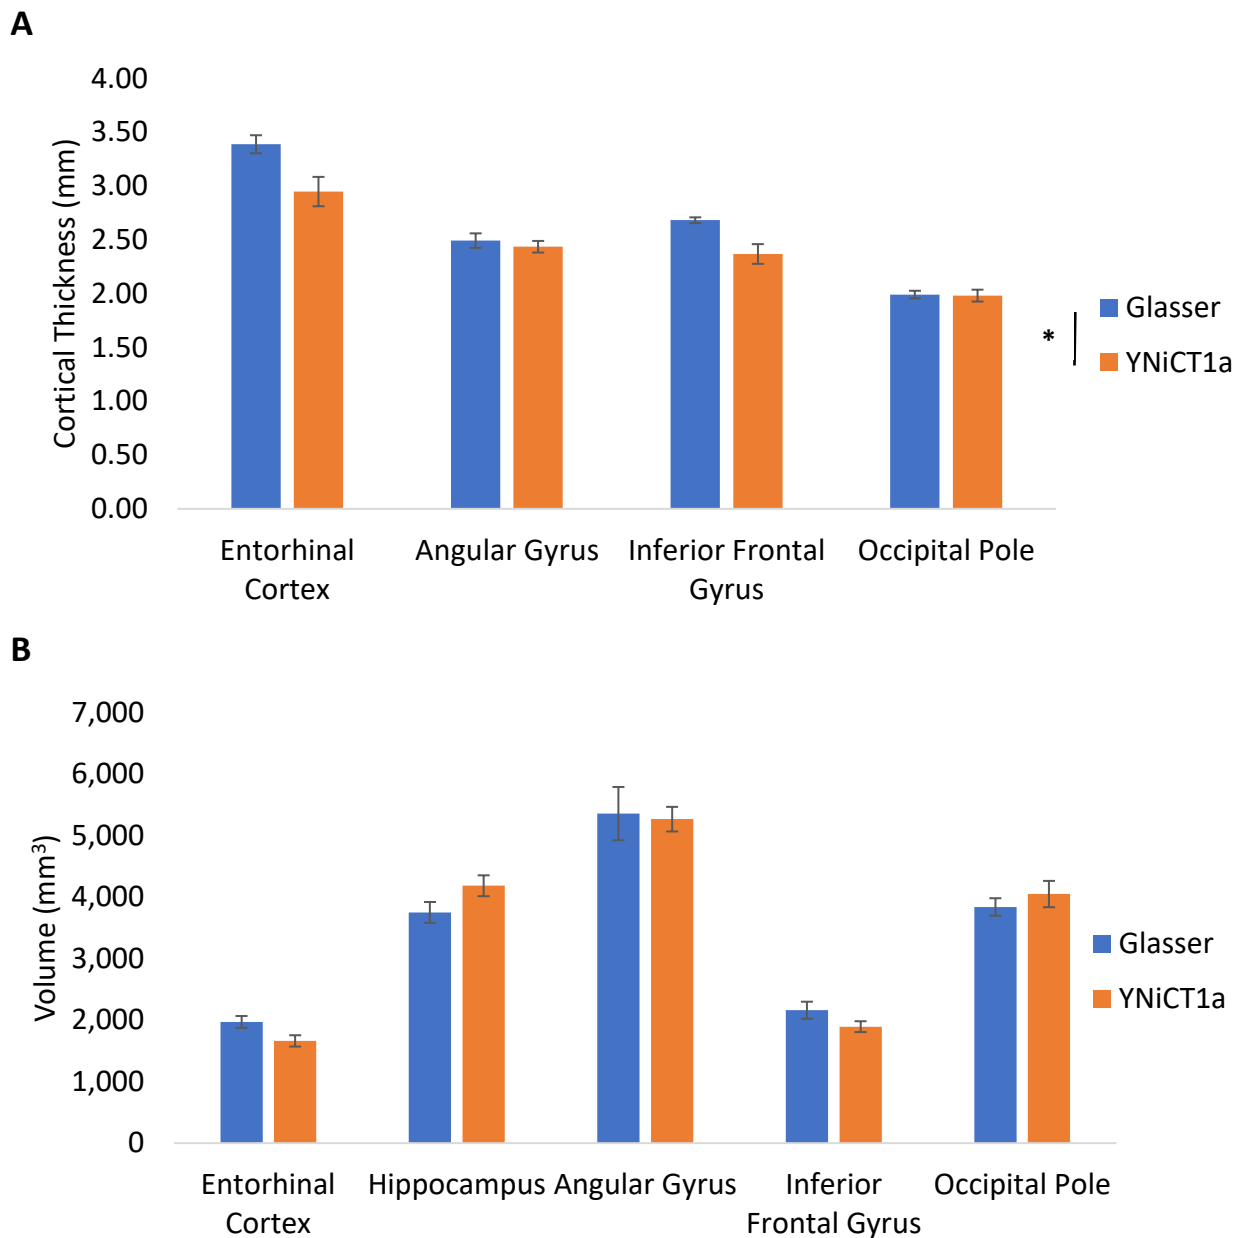 A
4.00
3.50
3.00
2.50
2.00
1.50
1.00
0.50
0.00
Cortical Thickness (mm)
Entorhinal
Cortex
Angular Gyrus
Inferior Frontal
Gyrus
Occipital Pole
*
Glasser
YNiCT1a
B
7,000
6,000
5,000
4,000
3,000
2,000
1,000
0
Volume (mm³)
Entorhinal
Cortex
Hippocampus
Angular Gyrus
Inferior
Frontal Gyrus
Occipital Pole
Glasser
YNiCT1a